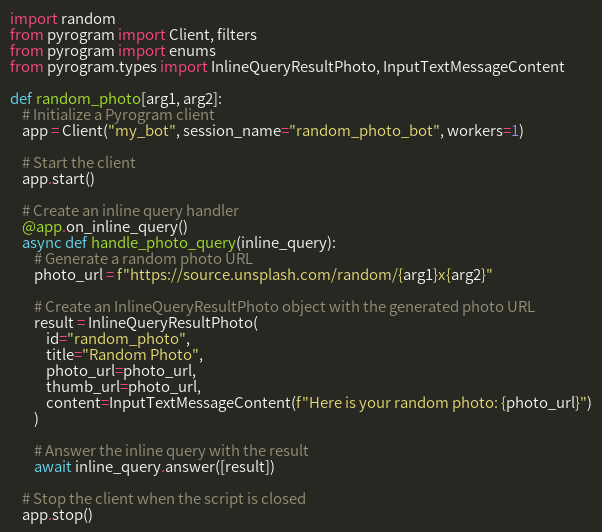 import random
from pyrogram import Client, filters
from pyrogram import enums
from pyrogram.types import InlineQueryResultPhoto, InputTextMessageContent

def random_photo[arg1, arg2]:
    # Initialize a Pyrogram client
    app = Client("my_bot", session_name="random_photo_bot", workers=1)

    # Start the client
    app.start()

    # Create an inline query handler
    @app.on_inline_query()
    async def handle_photo_query(inline_query):
        # Generate a random photo URL
        photo_url = f"https://source.unsplash.com/random/{arg1}x{arg2}"

        # Create an InlineQueryResultPhoto object with the generated photo URL
        result = InlineQueryResultPhoto(
            id="random_photo",
            title="Random Photo",
            photo_url=photo_url,
            thumb_url=photo_url,
            content=InputTextMessageContent(f"Here is your random photo: {photo_url}")
        )

        # Answer the inline query with the result
        await inline_query.answer([result])

    # Stop the client when the script is closed
    app.stop()